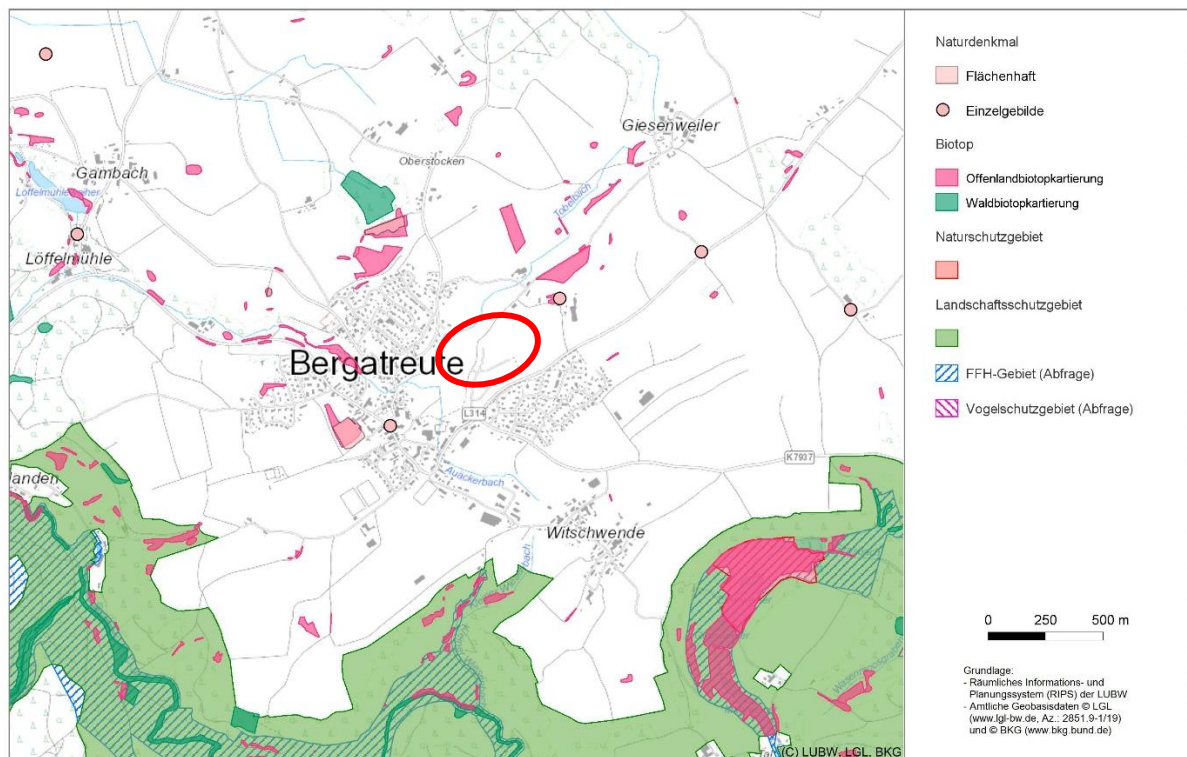 Giesenweiler
Oberstocken
Gambach
Tobelbach
Löffelmühle
Bergatreute
L314
K7937
Auäckerbach
anden
Witschwende
(C) LUBW, LGL, BKG
Naturdenkmal
Flächenhaft
Einzelgebilde
Biotop
Offenlandbiotopkartierung
Waldbiotopkartierung
Naturschutzgebiet
Landschaftsschutzgebiet
FFH-Gebiet (Abfrage)
Vogelschutzgebiet (Abfrage)
0 250 500 m
Grundlage:
- Räumliches Informations- und
Planungssystem (RIPS) der LUBW
- Amtliche Geobasisdaten © LGL
(www.lgl-bw.de, Az.: 2851.9-1/19)
und © BKG (www.bkg.bund.de)